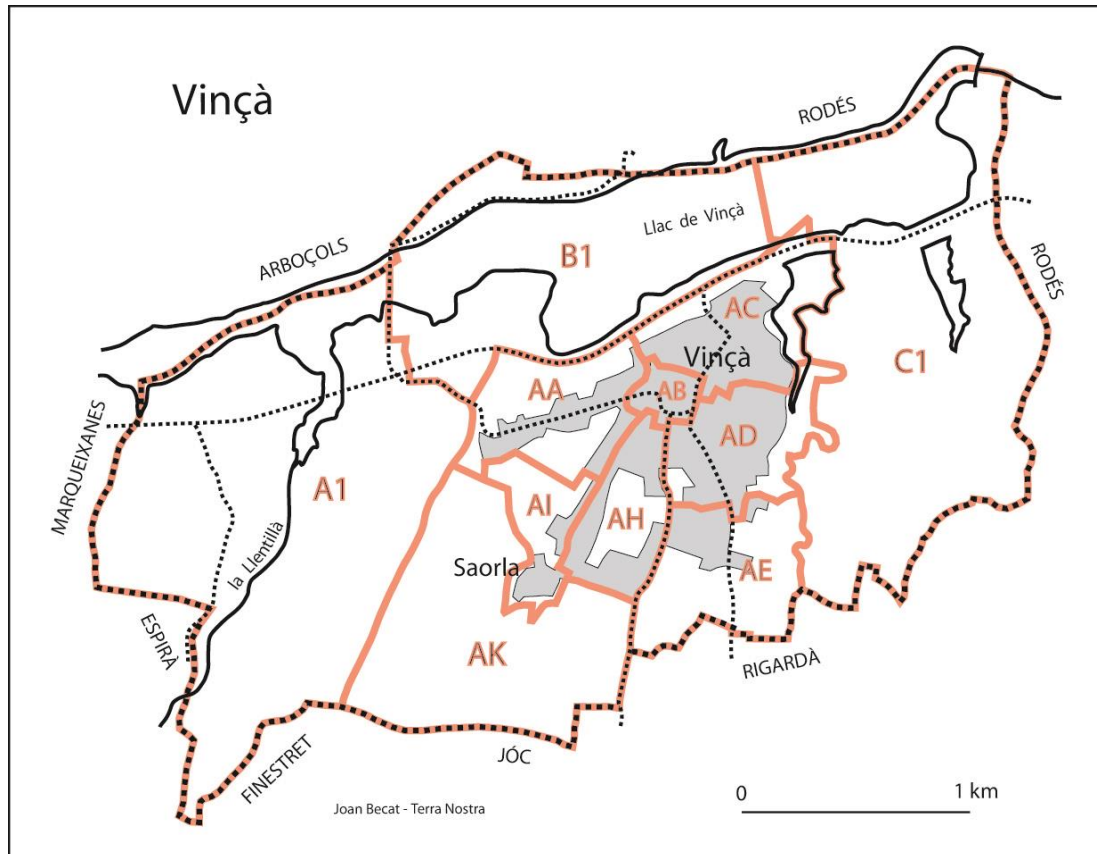 Vinçà
RODÉS
Llac de Vinçà
ARBOÇOLS
B1
RODÉS
AC
Vinçà
C1
AA
AB
AD
MARQUEIXANES
A1
AI
AH
la Llentillà
Saorla
AE
ESPIRÀ
AK
RIGARDÀ
FINESTRET
JÓC
Joan Becat - Terra Nostra
0
1 km